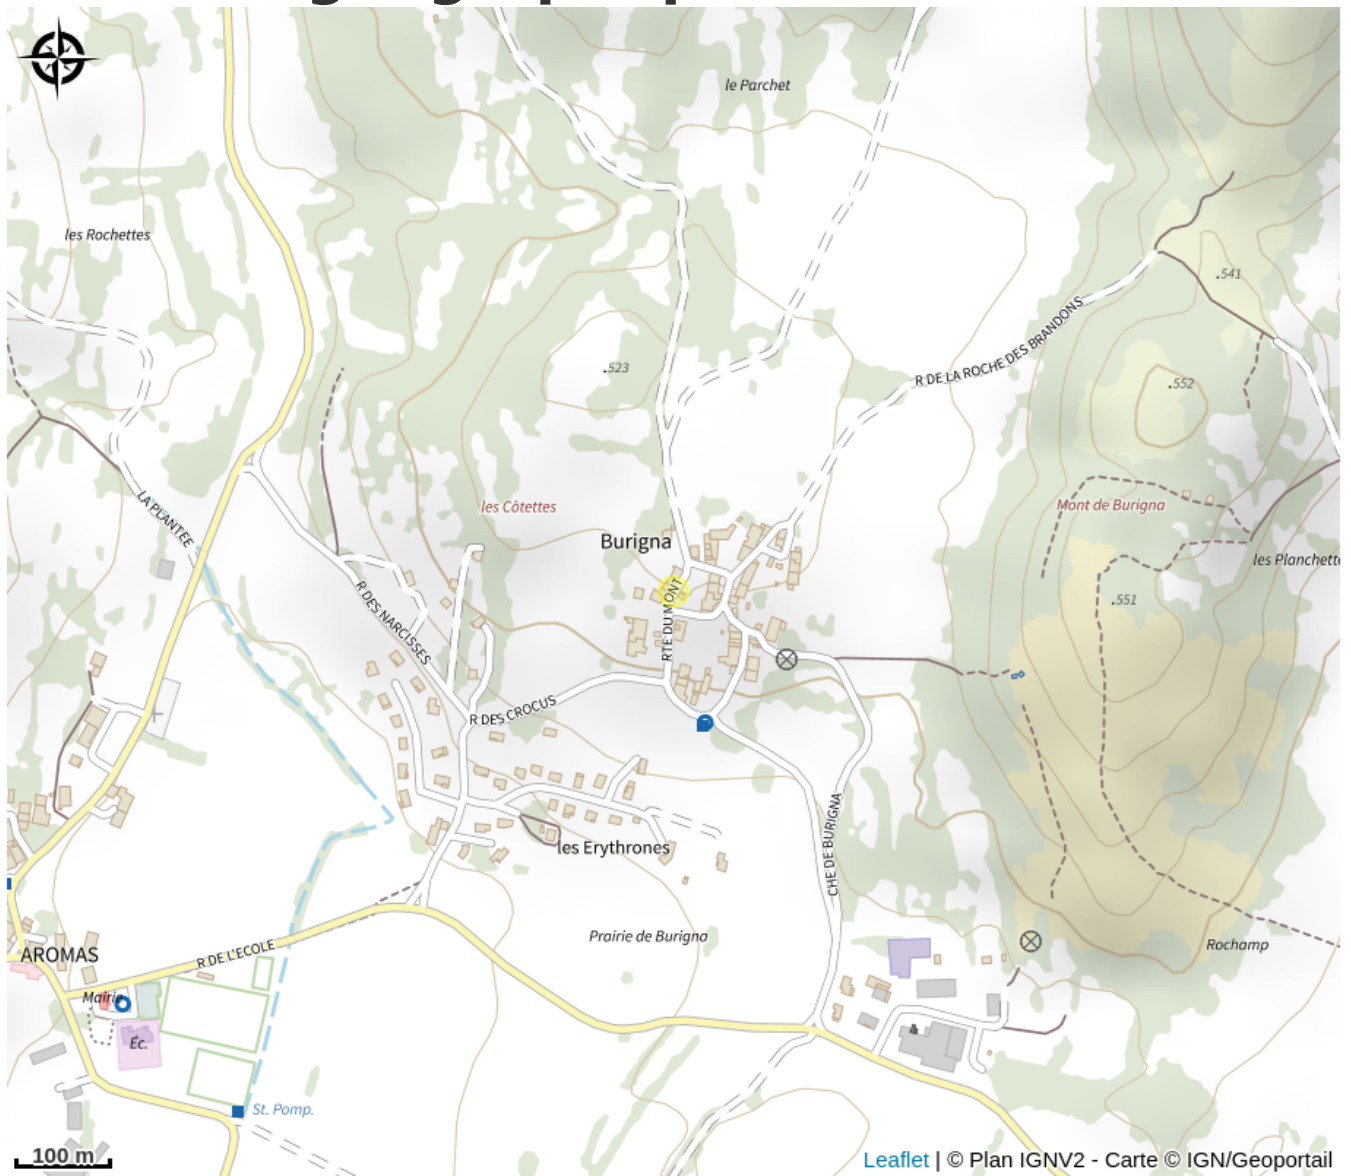 le Parchet
les Rochettes
.541
R DE LA ROCHE DES BRANDONS
.523
.552
les Côtettes
Mont de Burigna
LA PLANTEE
Burigna
les Planchett
R DES NARCISSES
RTE DU MONT
.551
R DES CROCUS
CHE DE BURIGNA
les Erythrones
Prairie de Burigna
Rochamp
R DE L'ECOLE
AROMAS
Mairie
Éc.
St. Pomp.
100 m
Leaflet | © Plan IGNV2 - Carte © IGN/Geoportail